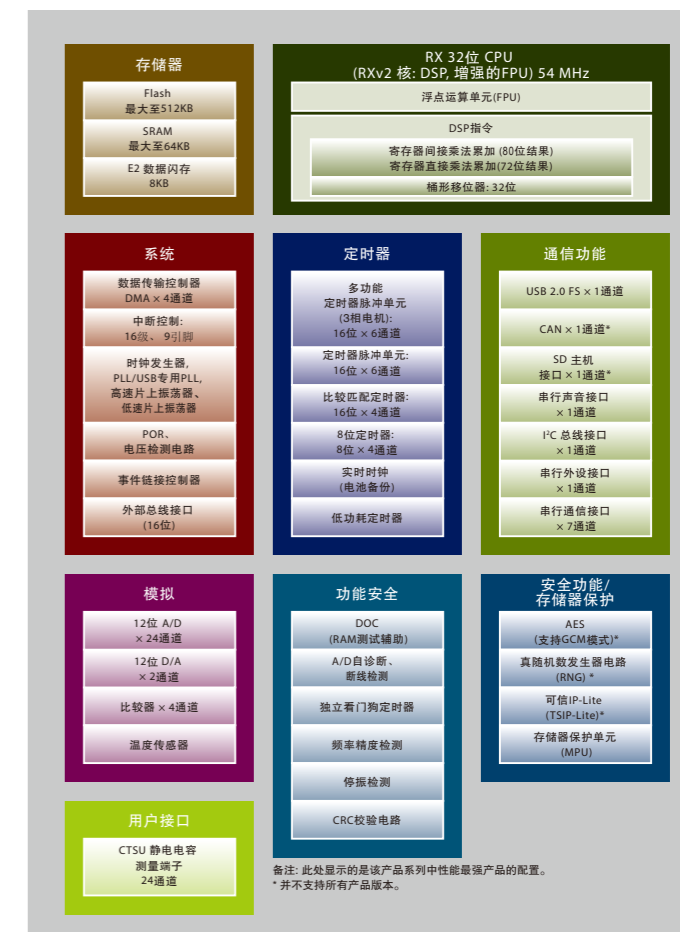 存储器
Flash
最大至512KB
SRAM
最大至64KB
E2 数据闪存
8KB
RX 32位 CPU
(RXv2 核: DSP, 增强的FPU) 54 MHz
浮点运算单元(FPU)
DSP指令
寄存器间接乘法累加 (80位结果)
寄存器直接乘法累加(72位结果)
桶形移位器: 32位
系统
数据传输控制器
DMA × 4通道
中断控制:
16级、 9引脚
时钟发生器,
PLL/USB专用PLL,
高速片上振荡器、
低速片上振荡器
POR、
电压检测电路
事件链接控制器
外部总线接口
(16位)
定时器
多功能
定时器脉冲单元
(3相电机):
16位 × 6通道
定时器脉冲单元:
16位 × 6通道
比较匹配定时器:
16位 × 4通道
8位定时器:
8位 × 4通道
实时时钟
(电池备份)
低功耗定时器
通信功能
USB 2.0 FS × 1通道
CAN × 1通道*
SD 主机
接口 × 1通道*
串行声音接口
× 1通道
I²C 总线接口
× 1通道
串行外设接口
× 1通道
串行通信接口
× 7通道
模拟
12位 A/D
× 24通道
12位 D/A
× 2通道
比较器 × 4通道
温度传感器
功能安全
DOC
(RAM测试辅助)
A/D自诊断、
断线检测
独立看门狗定时器
频率精度检测
停振检测
CRC校验电路
安全功能/
存储器保护
AES
(支持GCM模式)*
真随机数发生器电路
(RNG) *
可信IP-Lite
(TSIP-Lite)*
存储器保护单元
(MPU)
用户接口
CTSU 静电电容
测量端子
24通道
备注: 此处显示的是该产品系列中性能最强产品的配置。
* 并不支持所有产品版本。